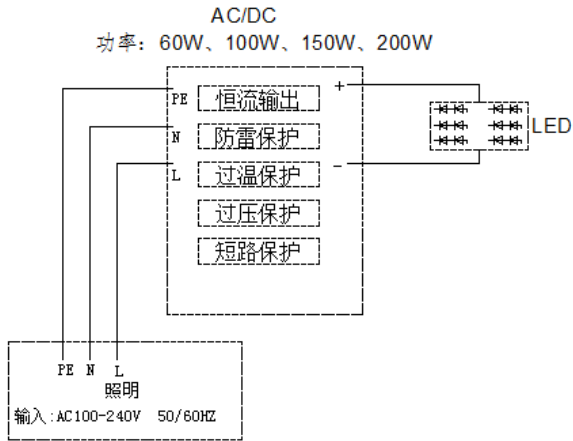 AC/DC
功率：60W、100W、150W、200W
PE
恒流输出
+
N
防雷保护
L
过温保护
-
过压保护
短路保护
LED
PE N L
照明
输入:AC100-240V 50/60HZ